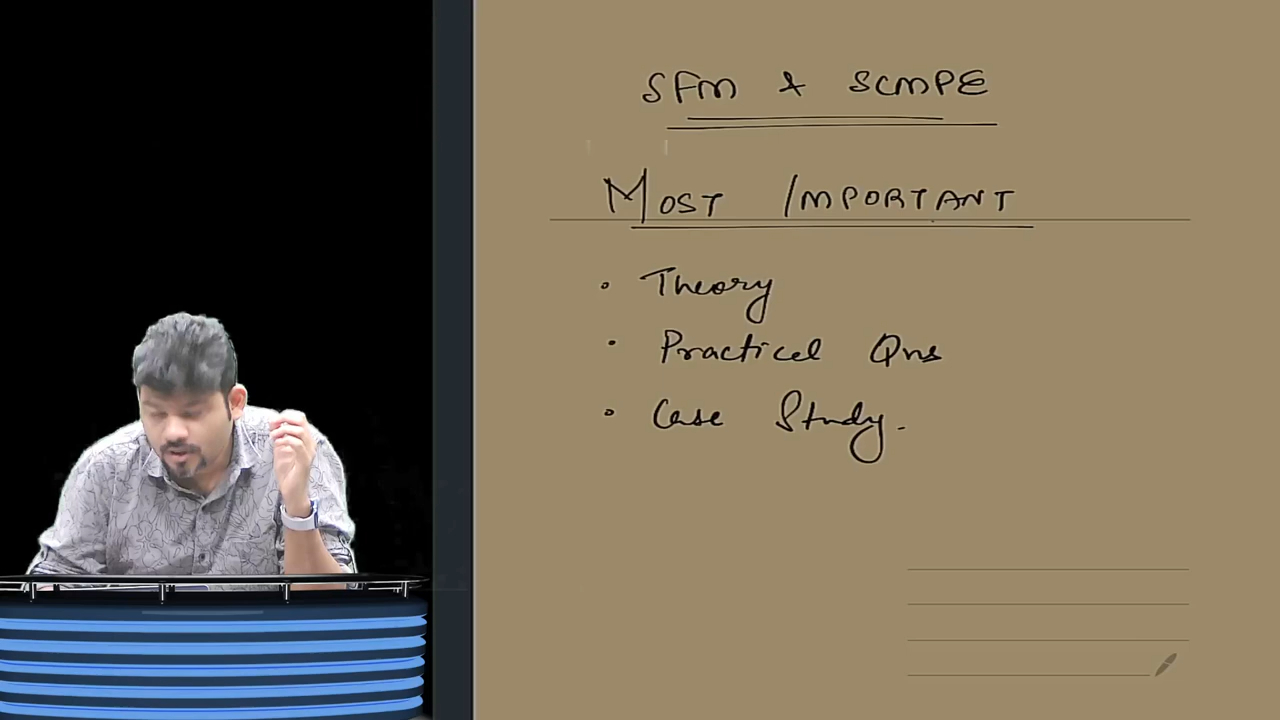 SFM & SCMPE
MOST IMPORTANT
• Theory
• Practical Qns
• Case Study.